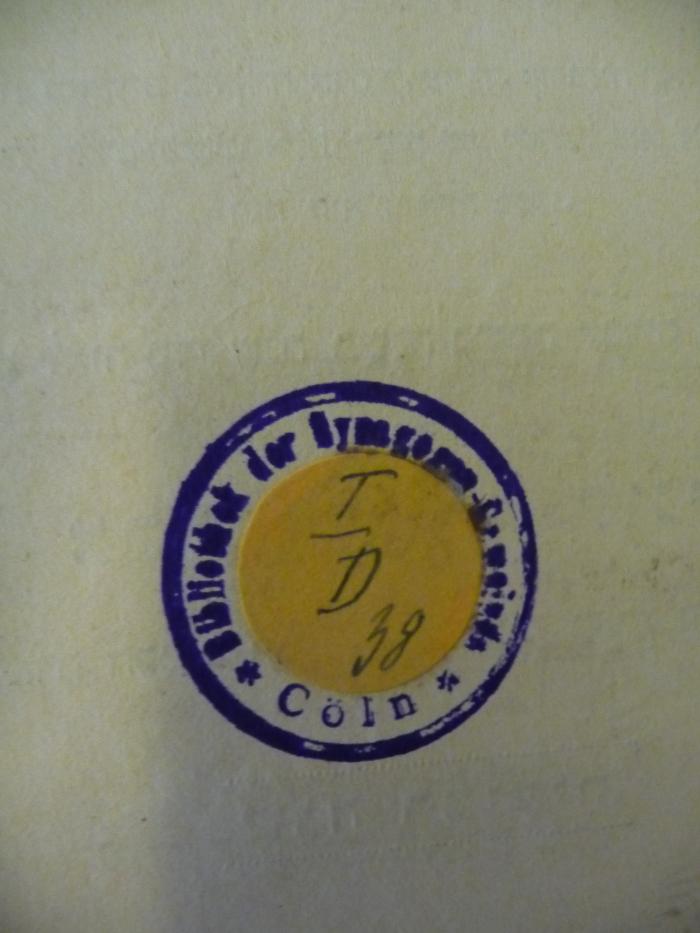 Bibliothek der Synagogen-Gemeinde
* Cöln *
T
D
38